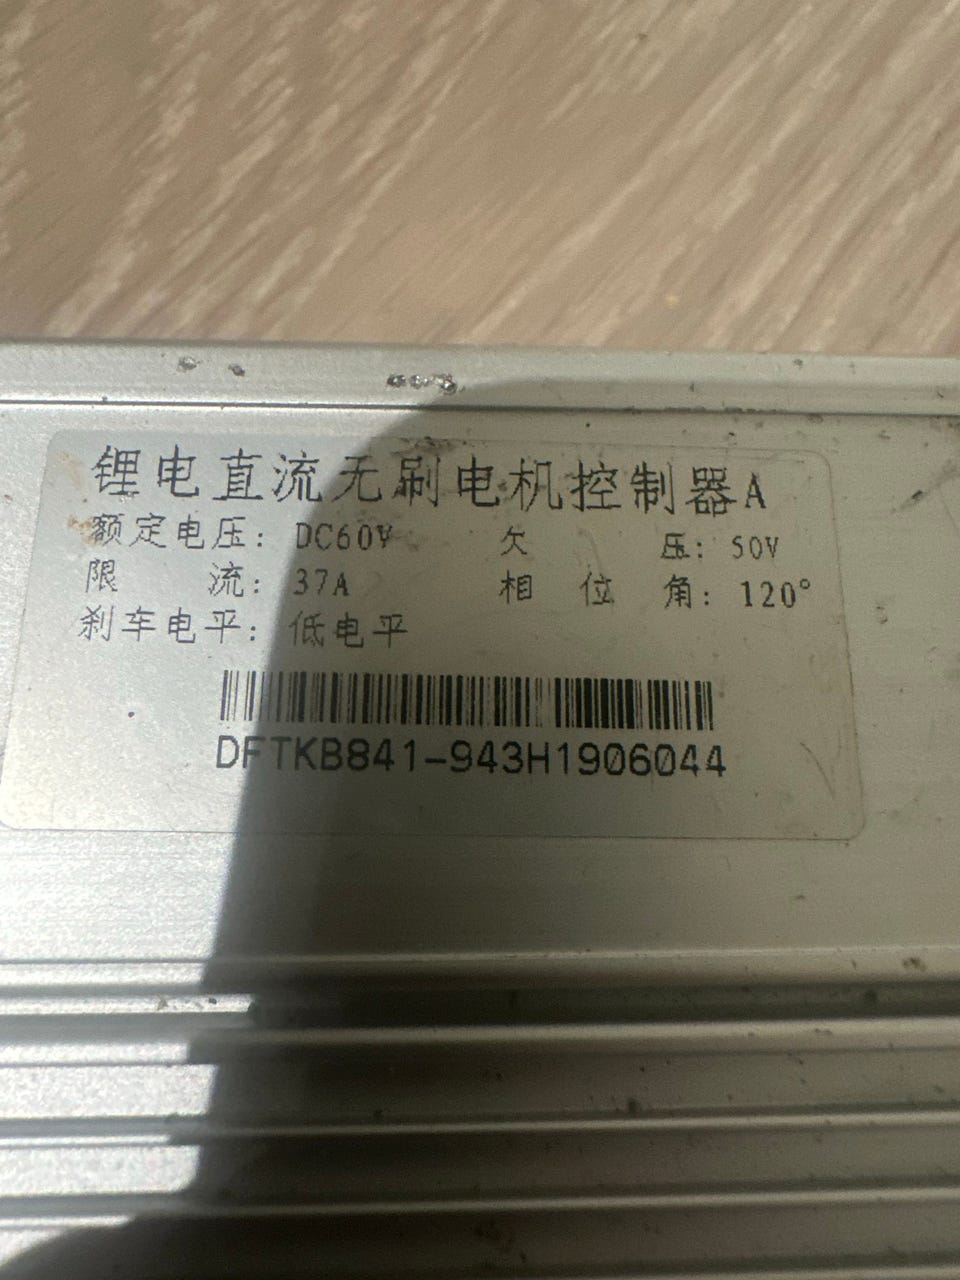 锂电直流无刷电机控制器A
额定电压: DC60V 欠 压: 50V
限 流: 37A 相 位 角: 120°
刹车电平: 低电平
DFTKB841-943H1906044